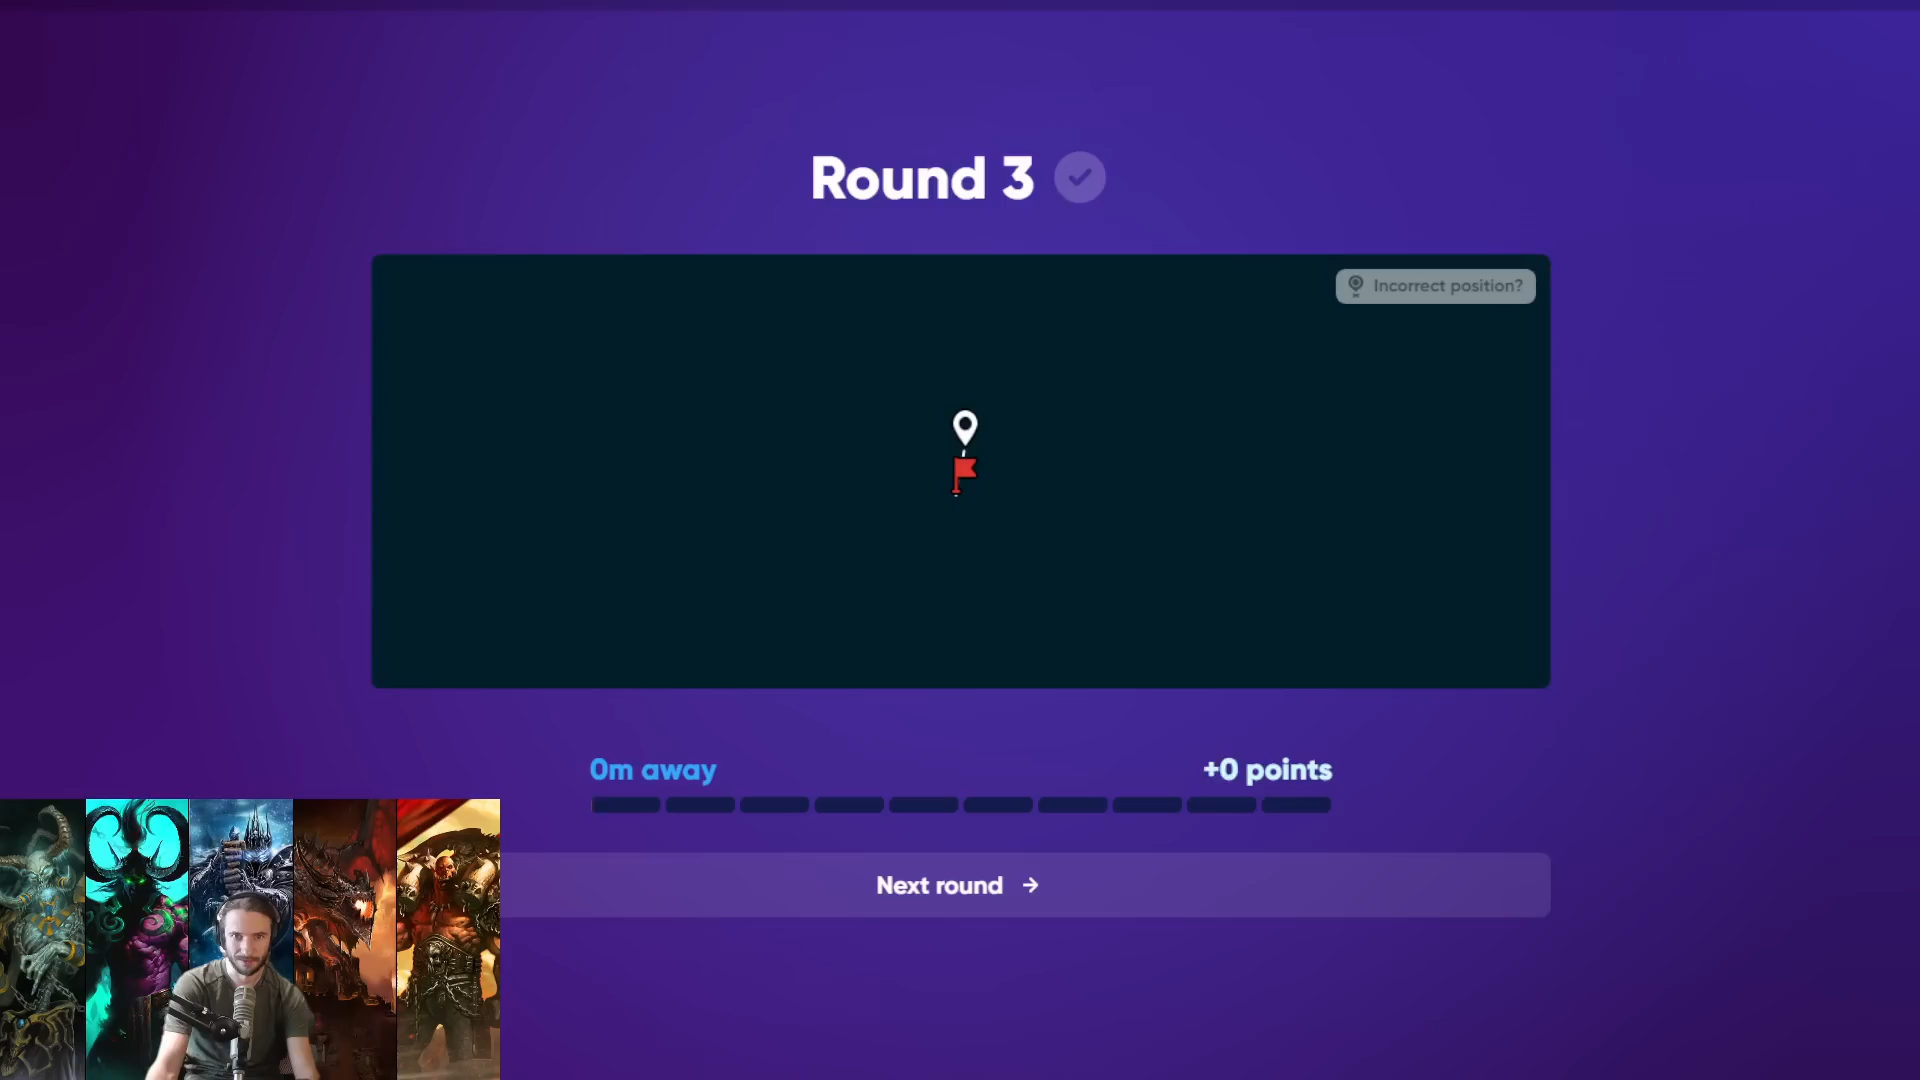 Round 3
Incorrect position?
0m away
+0 points
Next round